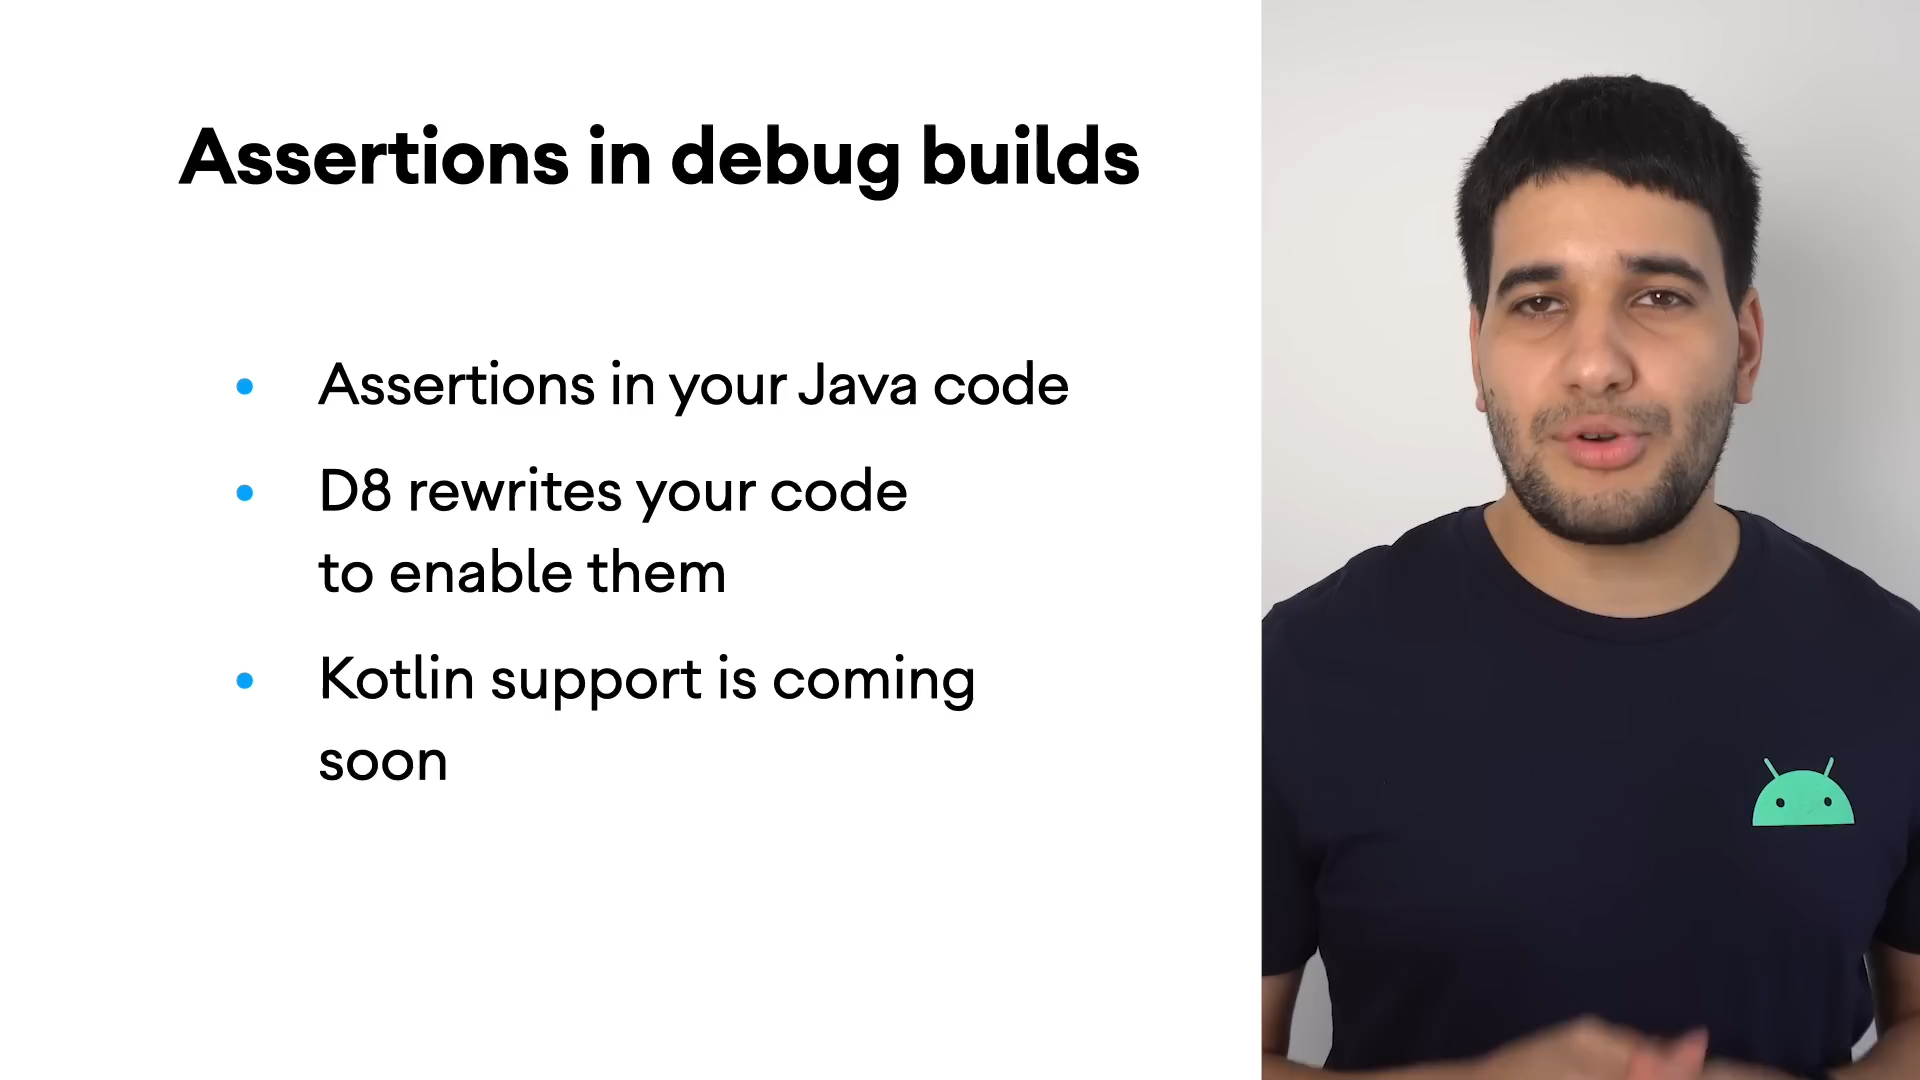 Assertions in debug builds
Assertions in your Java code
D8 rewrites your code
to enable them
Kotlin support is coming
soon